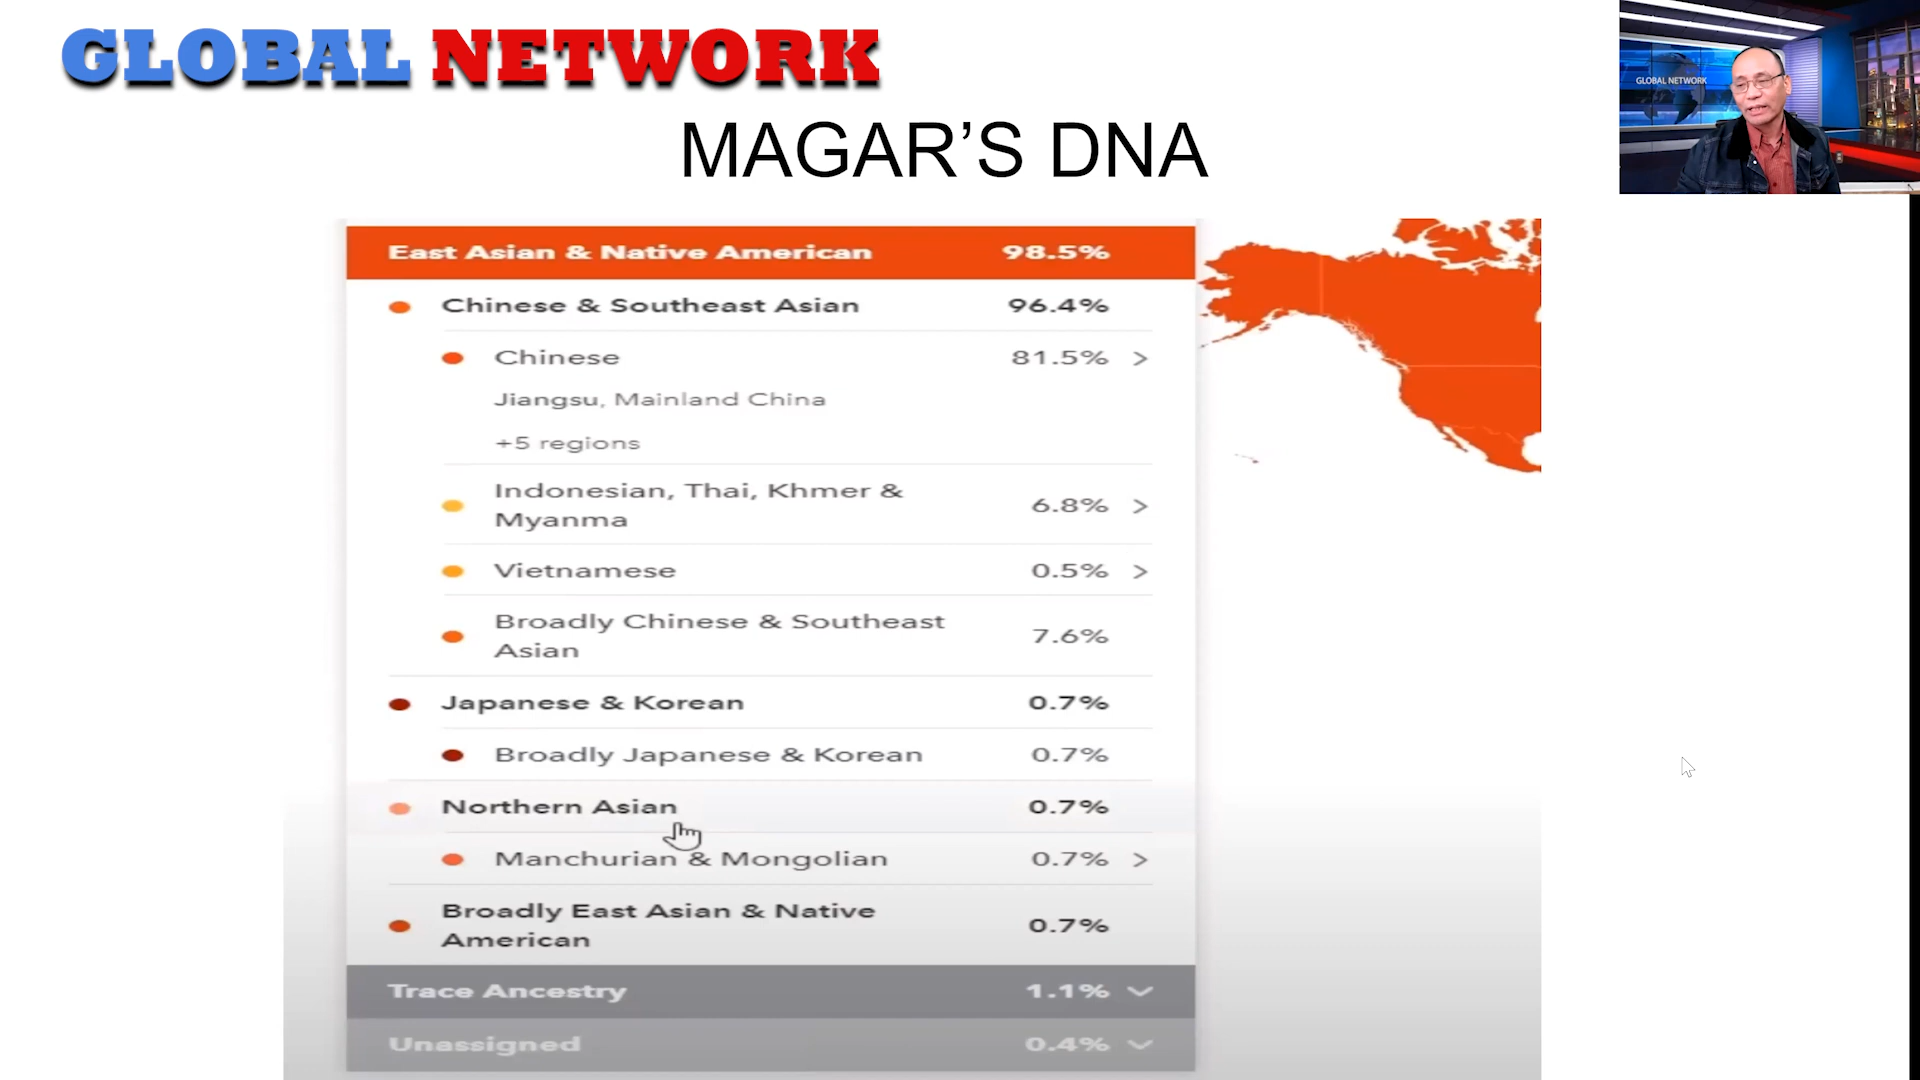 GLOBAL NETWORK
GLOBAL NETWORK
MAGAR'S DNA
East Asian & Native American 98.5%
Chinese & Southeast Asian 96.4%
Chinese 81.5%
Jiangsu, Mainland China
+5 regions
Indonesian, Thai, Khmer &
Myanma 6.8%
Vietnamese 0.5%
Broadly Chinese & Southeast
Asian 7.6%
Japanese & Korean 0.7%
Broadly Japanese & Korean 0.7%
Northern Asian 0.7%
Manchurian & Mongolian 0.7%
Broadly East Asian & Native
American 0.7%
Trace Ancestry 1.1%
Unassigned 0.4%